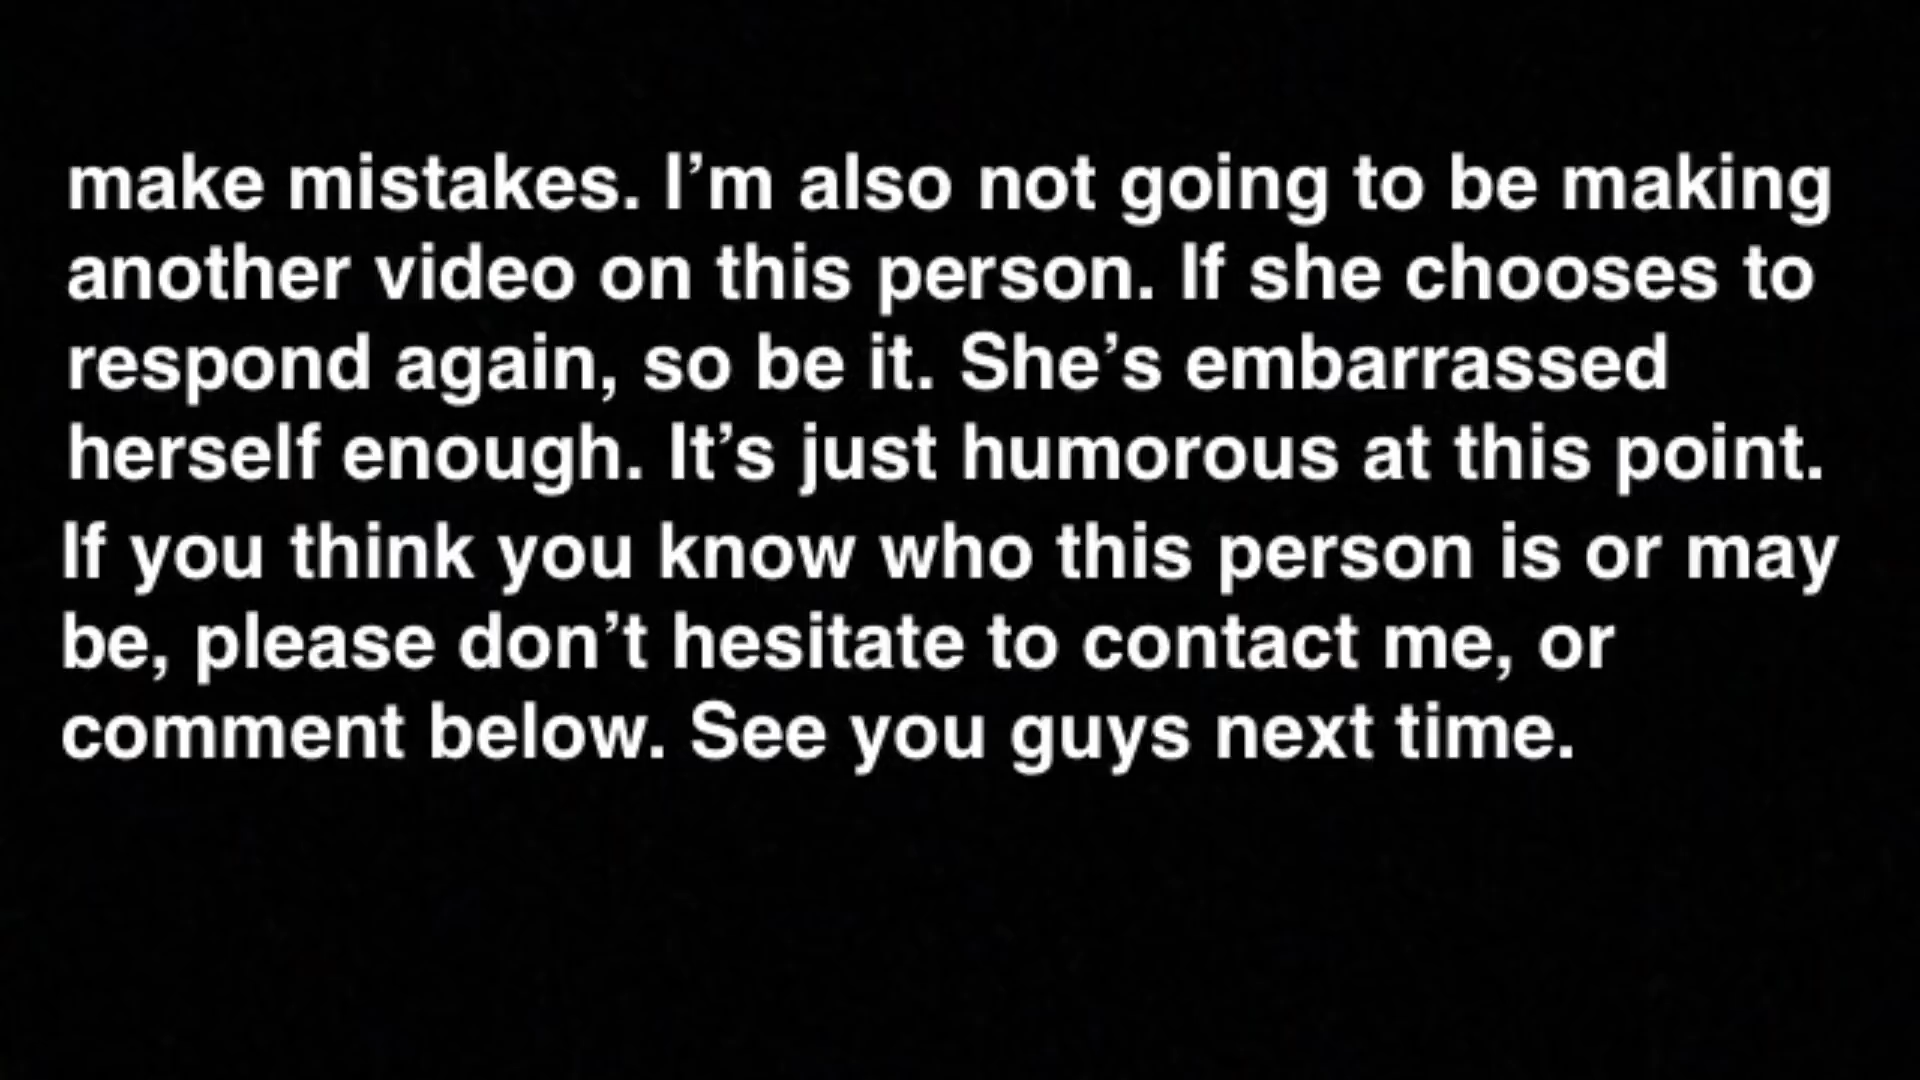 make mistakes. I’m also not going to be making
another video on this person. If she chooses to
respond again, so be it. She’s embarrassed
herself enough. It’s just humorous at this point.
If you think you know who this person is or may
be, please don’t hesitate to contact me, or
comment below. See you guys next time.